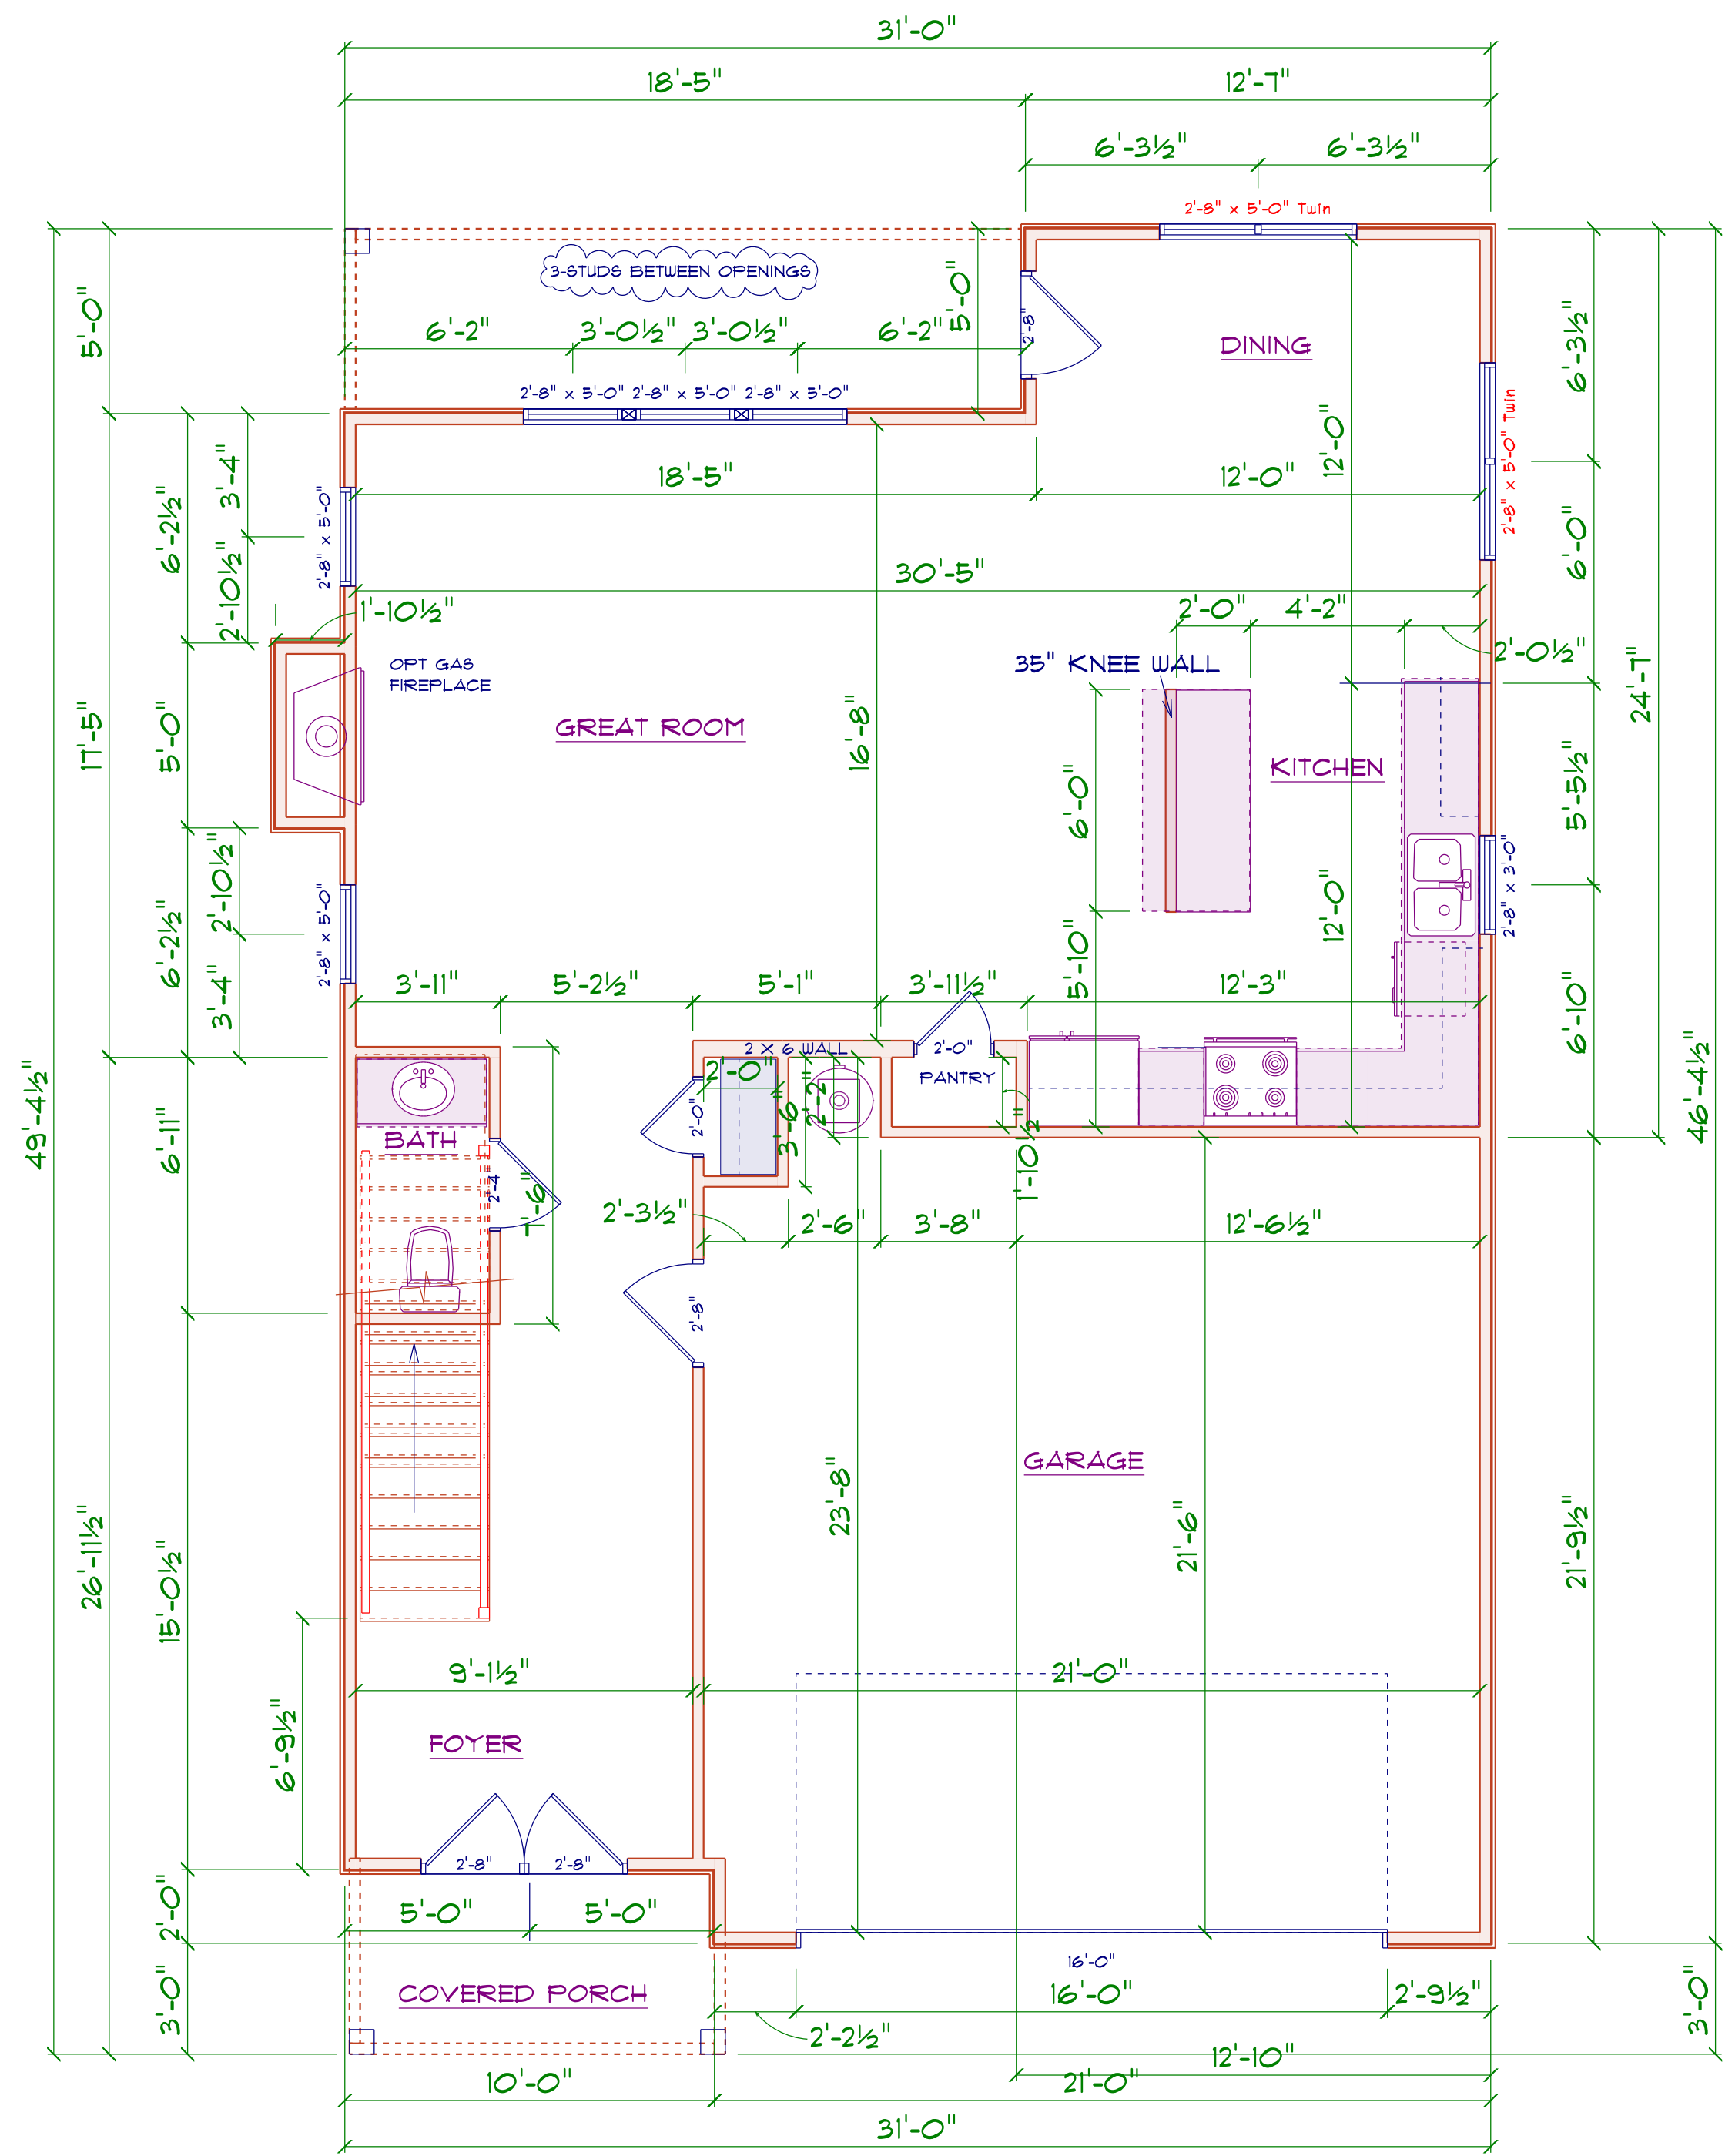 31'-0"
18'-5" 12'-7"
6'-3½" 6'-3½"
2'-8" x 5'-0" Twin
3-STUDS BETWEEN OPENINGS
5'-0"
5'-0"
6'-2" 3'-0½" 3'-0½" 6'-2"
2'-8"
DINING
6'-3½"
2'-8" x 5'-0" 2'-8" x 5'-0" 2'-8" x 5'-0"
2'-8" x 5'-0" Twin
12'-0"
18'-5" 12'-0"
3'-4"
6'-2½"
2'-8" x 5'-0"
6'-0"
30'-5"
2'-10½"
1'-10½"
2'-0" 4'-2"
2'-0½"
OPT GAS
FIREPLACE
35" KNEE WALL
24'-7"
GREAT ROOM
16'-8"
KITCHEN
17'-5"
5'-0"
5'-5½"
6'-0"
2'-10½"
6'-2½"
2'-8" x 5'-0"
12'-0"
2'-8" x 3'-0"
5'-10"
3'-4"
3'-11" 5'-2½" 5'-1" 3'-11½" 12'-3"
6'-10"
2 X 6 WALL
2'-0"
2'-0"
PANTRY
49'-4½"
46'-4½"
6'-11"
BATH
2'-0"
3'-6"
2'-2"
1'-10½"
2'-4"
7'-6"
2'-3½" 2'-6" 3'-8" 12'-6½"
2'-8"
GARAGE
23'-8"
21'-6"
26'-11½"
15'-0½"
21'-9½"
9'-1½" 21'-0"
6'-9½"
FOYER
2'-8" 2'-8"
2'-0"
5'-0" 5'-0"
16'-0"
COVERED PORCH
3'-0"
16'-0" 2'-9½"
3'-0"
2'-2½"
12'-10"
10'-0" 21'-0"
31'-0"